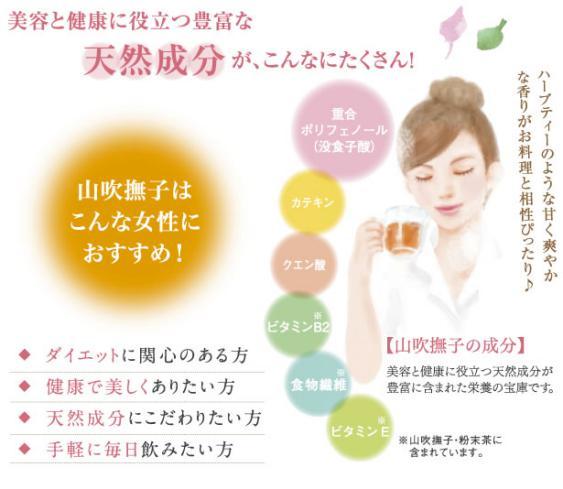 美容と健康に役立つ豊富な
天然成分が、こんなにたくさん!
ハーブティーのような甘く爽やか
な香りがお料理と相性ぴったり♪
重合
ポリフェノール
(没食子酸)
カテキン
クエン酸
※
ビタミンB2
※
食物繊維
※
ビタミンE
山吹撫子は
こんな女性に
おすすめ!
◆ ダイエットに関心のある方
◆ 健康で美しくありたい方
◆ 天然成分にこだわりたい方
◆ 手軽に毎日飲みたい方
【山吹撫子の成分】
美容と健康に役立つ天然成分が
豊富に含まれた栄養の宝庫です。
※山吹撫子・粉末茶に
含まれています。